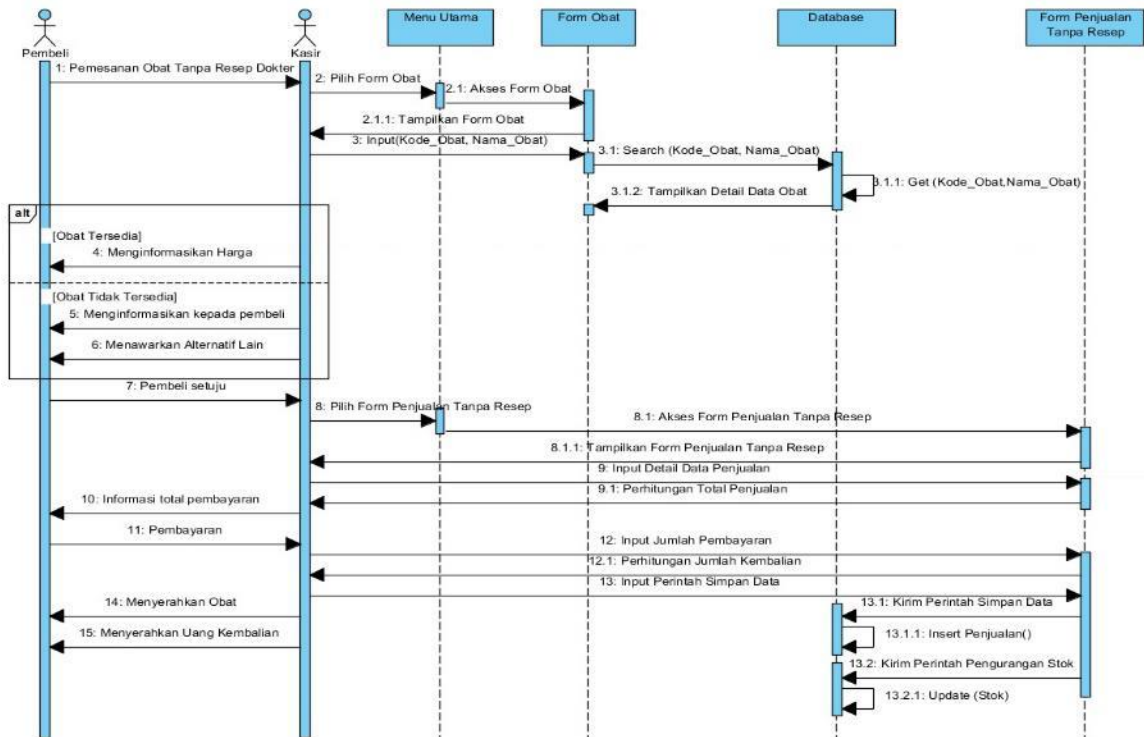 Pembeli
Kasir
Menu Utama
Form Obat
Database
Form Penjualan
Tanpa Resep
1: Pemesanan Obat Tanpa Resep Dokter
2: Pilih Form Obat
2.1: Akses Form Obat
2.1.1: Tampilkan Form Obat
3: Input(Kode_Obat, Nama_Obat)
3.1: Search (Kode_Obat, Nama_Obat)
3.1.1: Get (Kode_Obat,Nama_Obat)
3.1.2: Tampilkan Detail Data Obat
alt
[Obat Tersedia]
4: Menginformasikan Harga
[Obat Tidak Tersedia]
5: Menginformasikan kepada pembeli
6: Menawarkan Alternatif Lain
7: Pembeli setuju
8: Pilih Form Penjualan Tanpa Resep
8.1: Akses Form Penjualan Tanpa Resep
8.1.1: Tampilkan Form Penjualan Tanpa Resep
9: Input Detail Data Penjualan
9.1: Perhitungan Total Penjualan
10: Informasi total pembayaran
11: Pembayaran
12: Input Jumlah Pembayaran
12.1: Perhitungan Jumlah Kembalian
13: Input Perintah Simpan Data
13.1: Kirim Perintah Simpan Data
14: Menyerahkan Obat
13.1.1: Insert Penjualan()
15: Menyerahkan Uang Kembalian
13.2: Kirim Perintah Pengurangan Stok
13.2.1: Update (Stok)